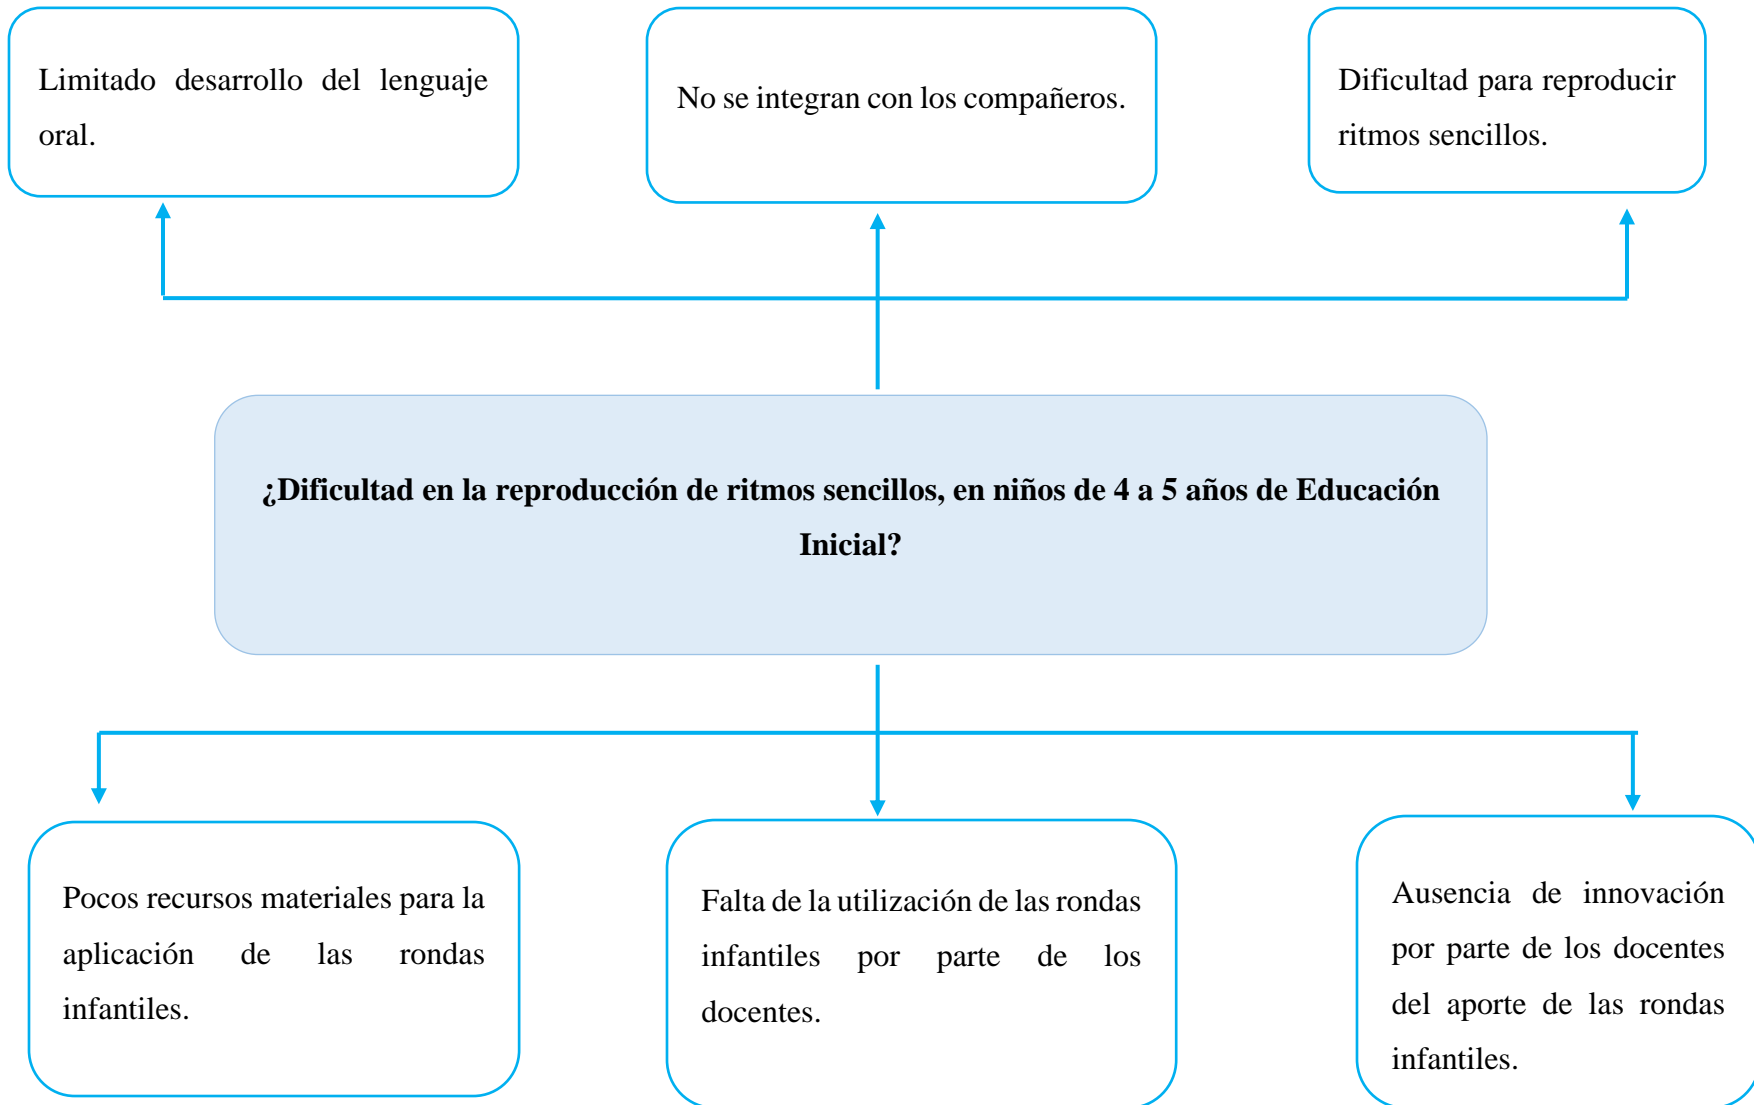 Limitado desarrollo del lenguaje
oral.
No se integran con los compañeros.
Dificultad para reproducir
ritmos sencillos.
¿Dificultad en la reproducción de ritmos sencillos, en niños de 4 a 5 años de Educación
Inicial?
Pocos recursos materiales para la
aplicación de las rondas
infantiles.
Falta de la utilización de las rondas
infantiles por parte de los
docentes.
Ausencia de innovación
por parte de los docentes
del aporte de las rondas
infantiles.